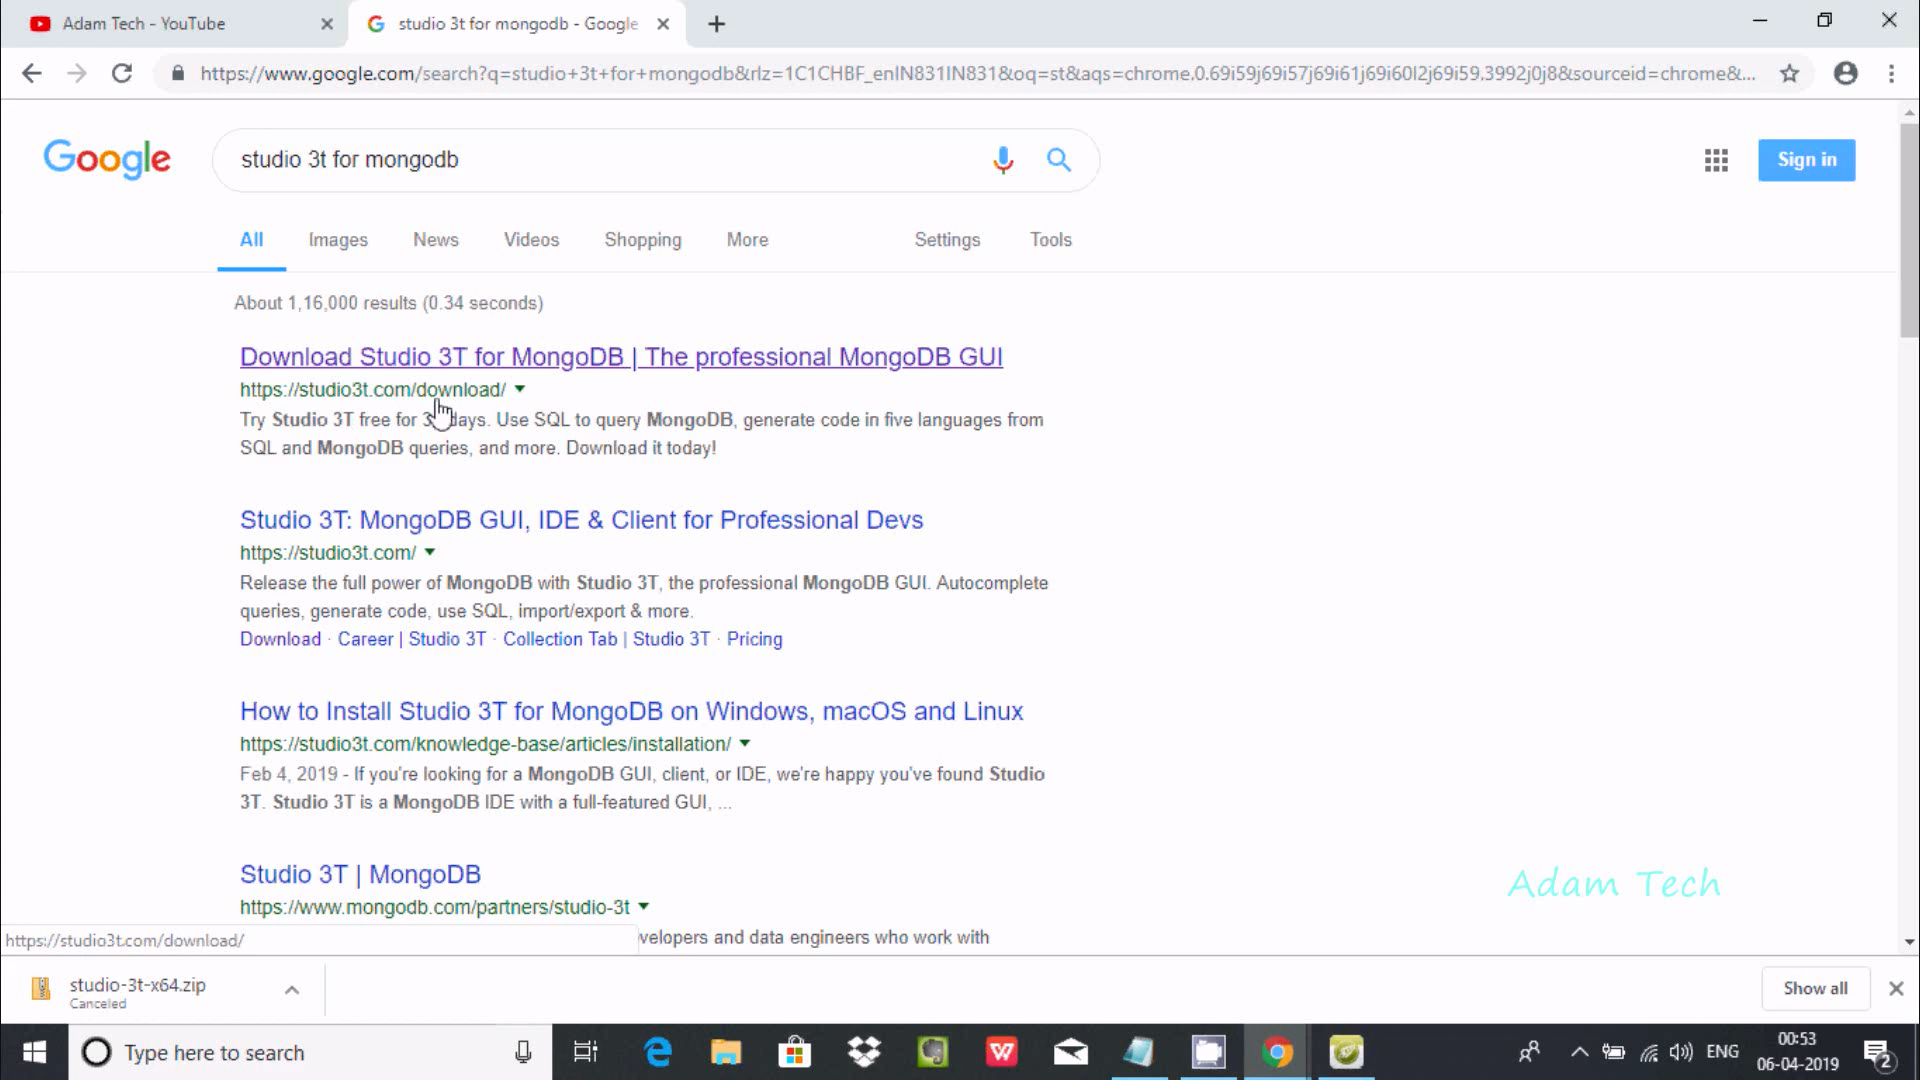 Adam Tech - YouTube
studio 3t for mongodb - Google
https://www.google.com/search?q=studio+3t+for+mongodb&rlz=1C1CHBF_enIN831IN831&oq=st&aqs=chrome.0.69i59j69i57j69i61j69i60l2j69i59.3992j0j8&sourceid=chrome&...
Google
studio 3t for mongodb
Sign in
All Images News Videos Shopping More Settings Tools
About 1,16,000 results (0.34 seconds)
Download Studio 3T for MongoDB | The professional MongoDB GUI
https://studio3t.com/download/
Try Studio 3T free for days. Use SQL to query MongoDB, generate code in five languages from
SQL and MongoDB queries, and more. Download it today!
Studio 3T: MongoDB GUI, IDE & Client for Professional Devs
https://studio3t.com/
Release the full power of MongoDB with Studio 3T, the professional MongoDB GUI. Autocomplete
queries, generate code, use SQL, import/export & more.
Download · Career | Studio 3T · Collection Tab | Studio 3T · Pricing
How to Install Studio 3T for MongoDB on Windows, macOS and Linux
https://studio3t.com/knowledge-base/articles/installation/
Feb 4, 2019 - If you're looking for a MongoDB GUI, client, or IDE, we're happy you've found Studio
3T. Studio 3T is a MongoDB IDE with a full-featured GUI, ...
Studio 3T | MongoDB
https://www.mongodb.com/partners/studio-3t
Adam Tech
https://studio3t.com/download/
velopers and data engineers who work with
studio-3t-x64.zip
Canceled
Show all
Type here to search
ENG
00:53
06-04-2019
2